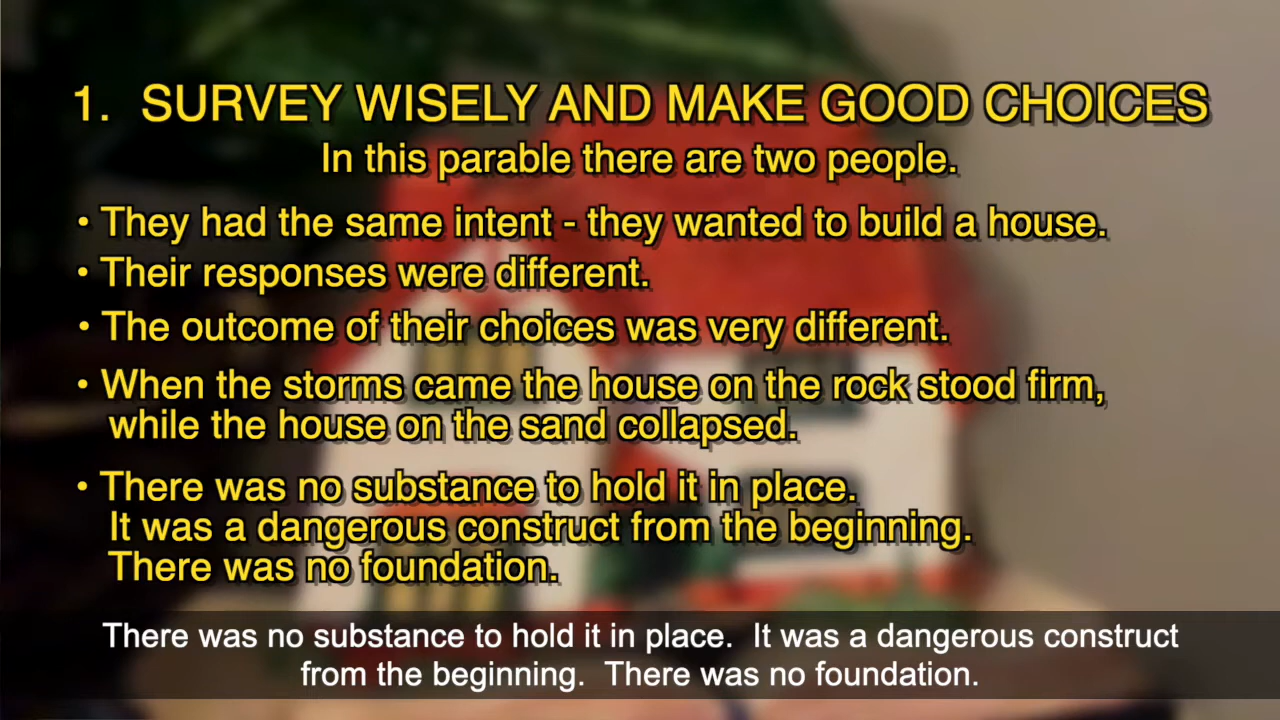 1. SURVEY WISELY AND MAKE GOOD CHOICES
In this parable there are two people.
• They had the same intent - they wanted to build a house.
• Their responses were different.
• The outcome of their choices was very different.
• When the storms came the house on the rock stood firm,
while the house on the sand collapsed.
• There was no substance to hold it in place.
It was a dangerous construct from the beginning.
There was no foundation.
There was no substance to hold it in place. It was a dangerous construct
from the beginning. There was no foundation.